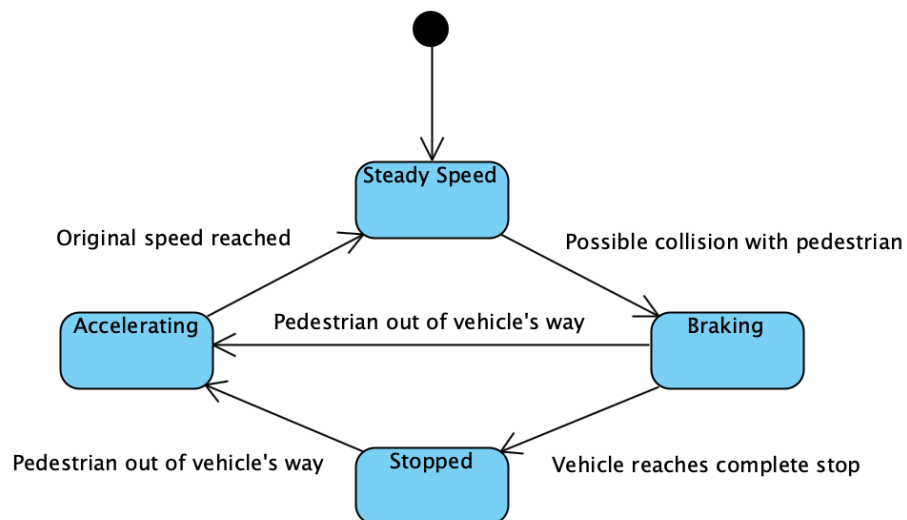 Steady Speed
Original speed reached
Possible collision with pedestrian
Accelerating
Pedestrian out of vehicle's way
Braking
Pedestrian out of vehicle's way
Stopped
Vehicle reaches complete stop